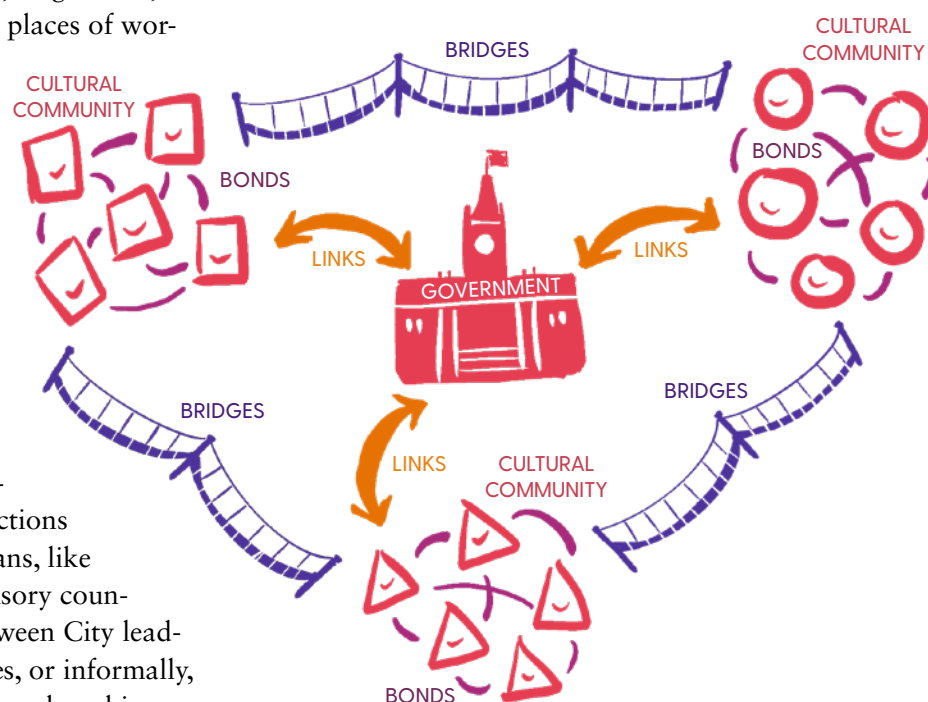 places of wor-
BRIDGES
CULTURAL
COMMUNITY
CULTURAL
COMMUNITY
BONDS
BONDS
LINKS
LINKS
GOVERNMENT
BRIDGES
BRIDGES
LINKS
CULTURAL
COMMUNITY
ctions
ans, like
sory coun-
ween City lead-
es, or informally,
BONDS